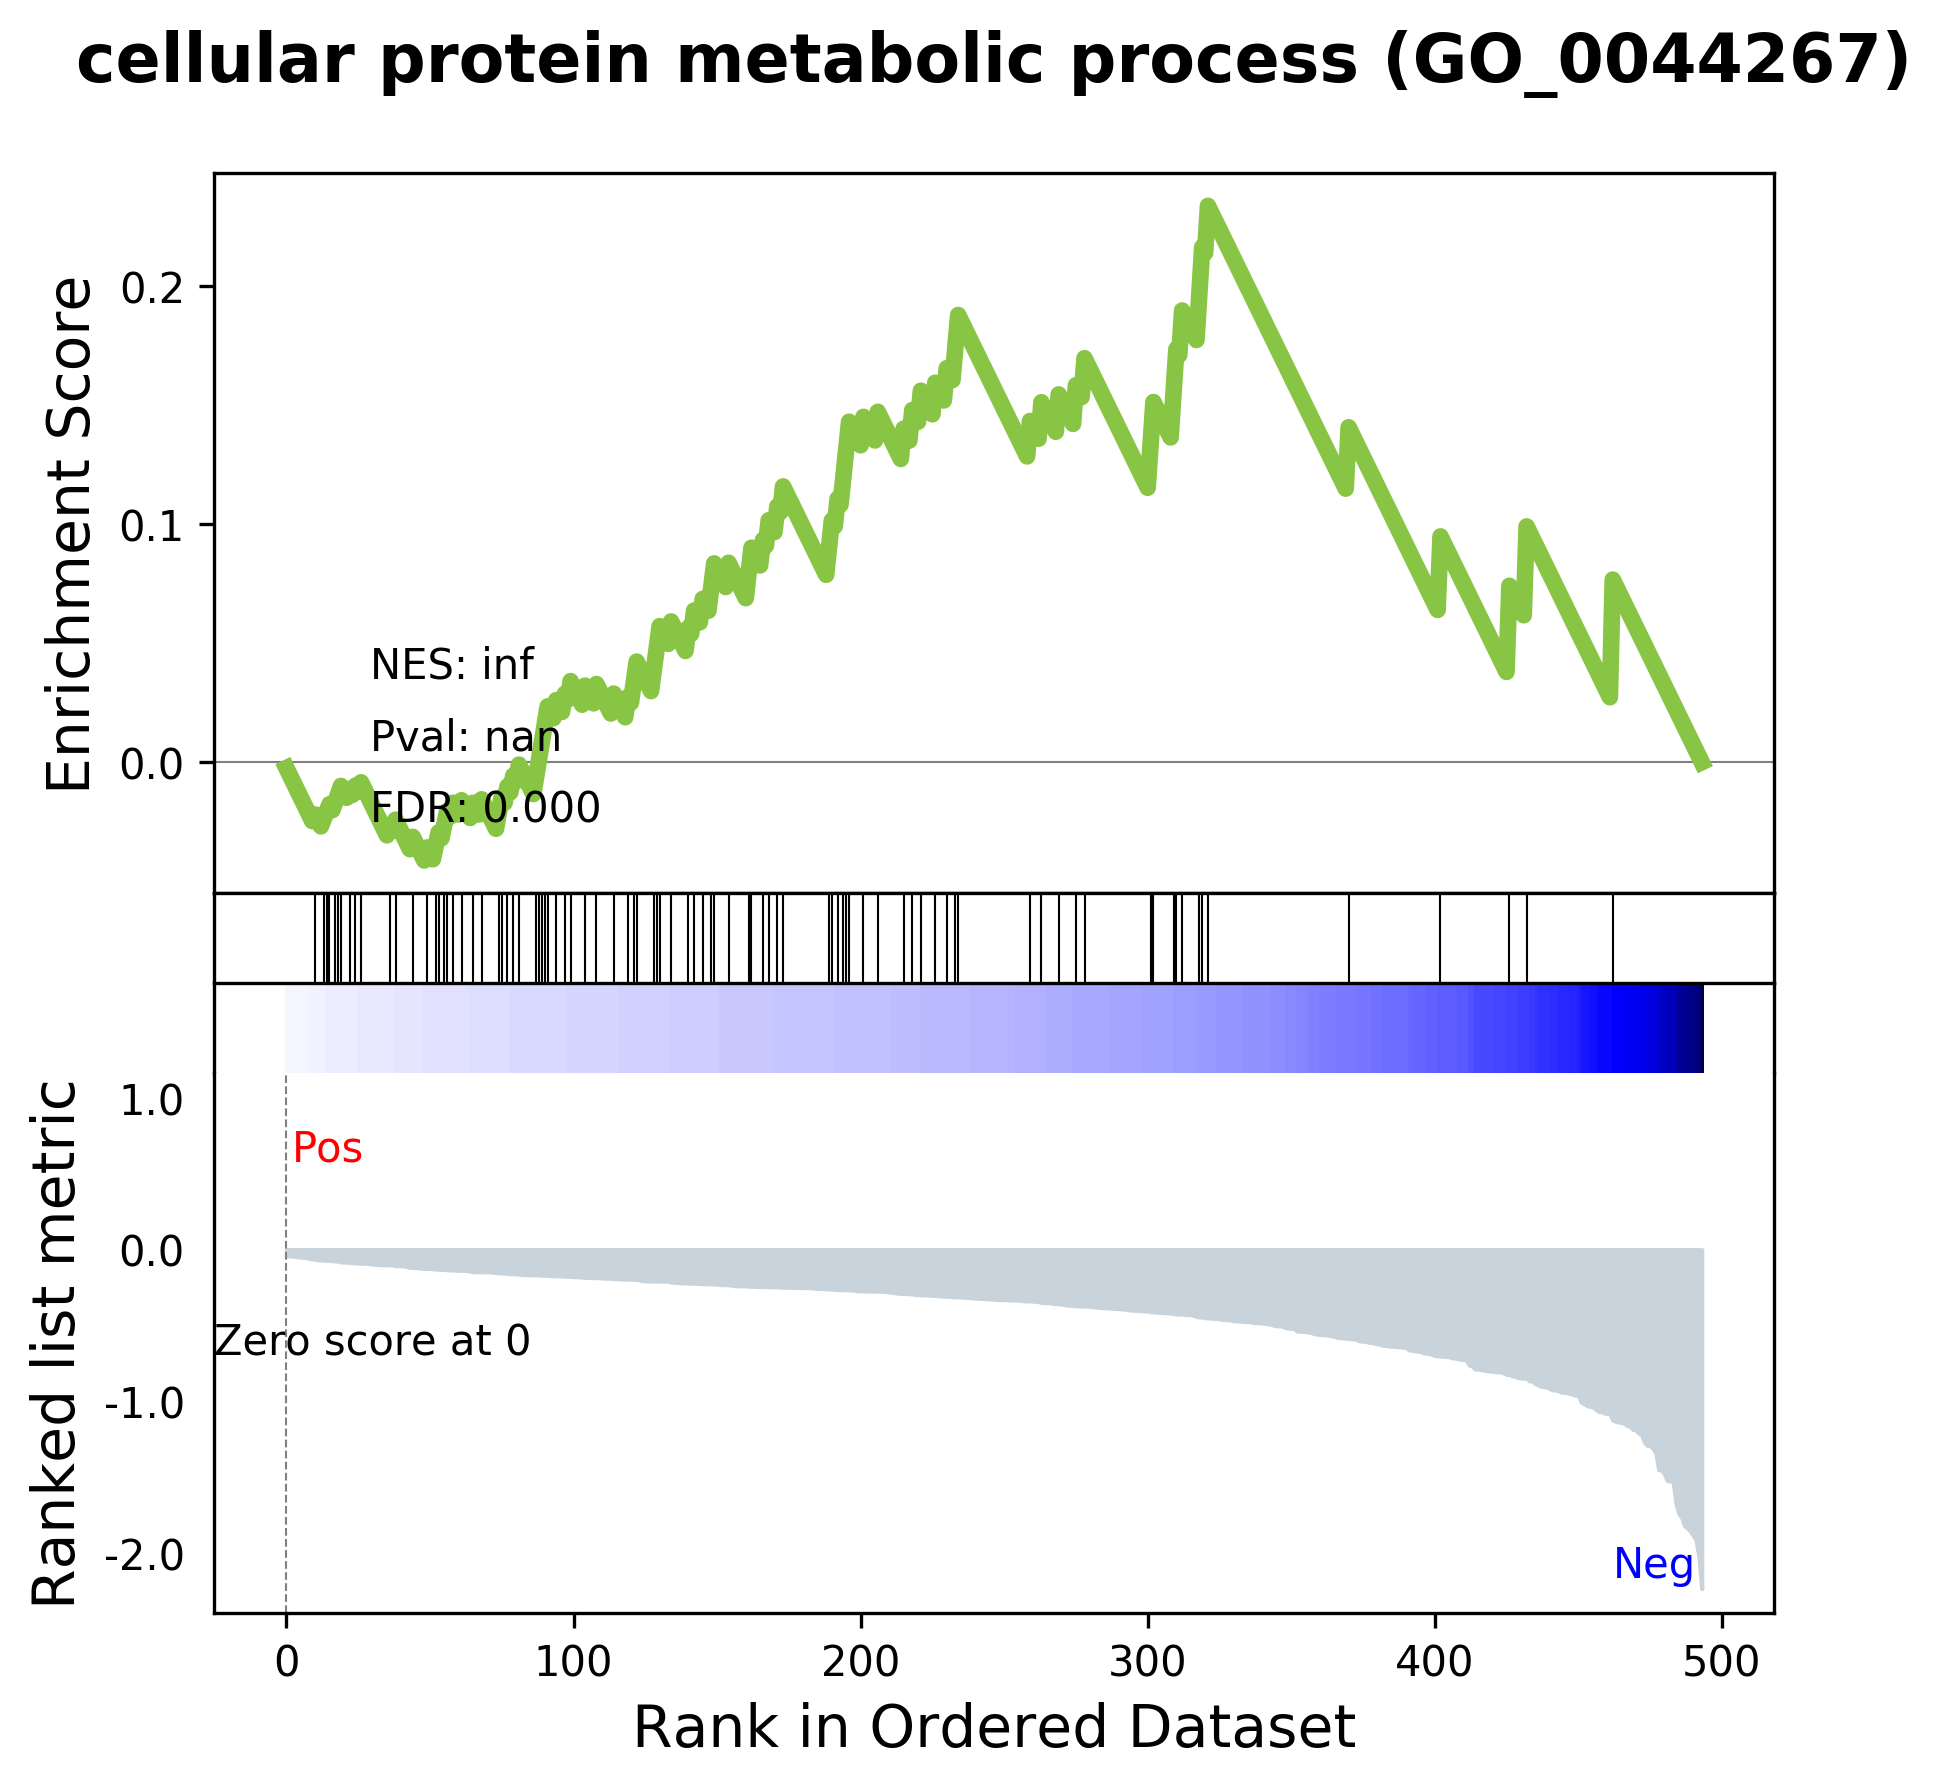 cellular protein metabolic process (GO_0044267)
Enrichment Score
0.2
0.1
0.0
NES: inf
Pval: nan
FDR: 0.000
Ranked list metric
1.0
0.0
-1.0
-2.0
Pos
Zero score at 0
Neg
0 100 200 300 400 500
Rank in Ordered Dataset